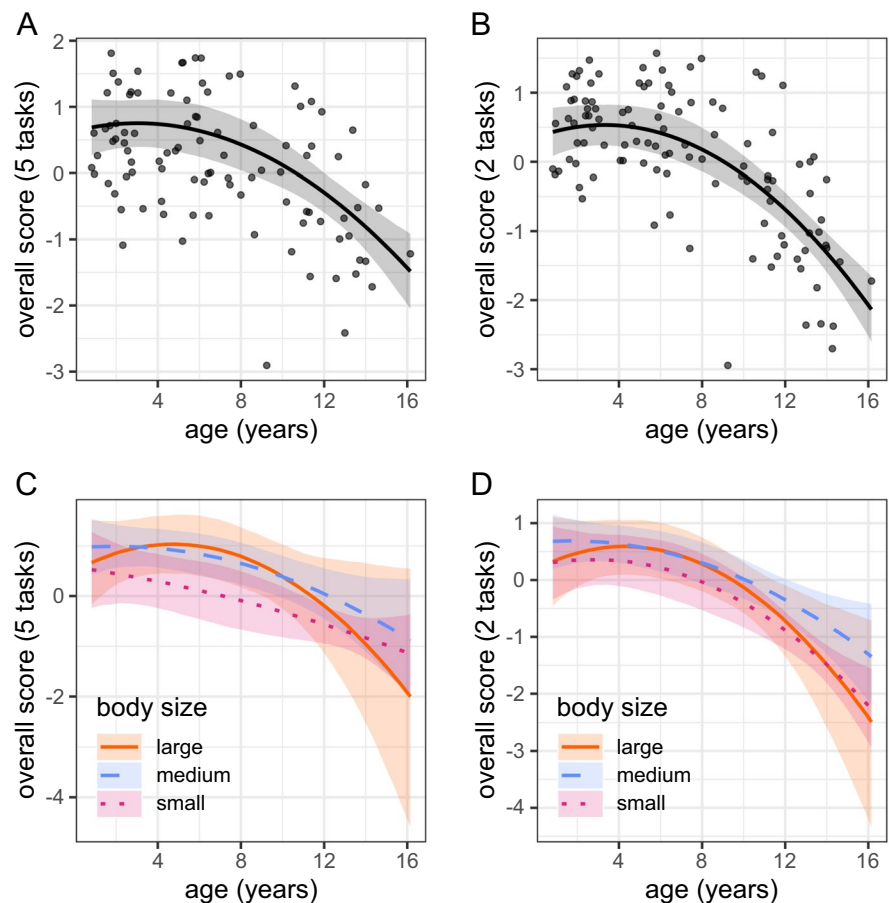 A
overall score (5 tasks)
2
1
0
-1
-2
-3
4 8 12 16
age (years)
B
overall score (2 tasks)
1
0
-1
-2
-3
4 8 12 16
age (years)
C
overall score (5 tasks)
0
-2
-4
body size
large
medium
small
4 8 12 16
age (years)
D
overall score (2 tasks)
1
0
-1
-2
-3
-4
body size
large
medium
small
4 8 12 16
age (years)